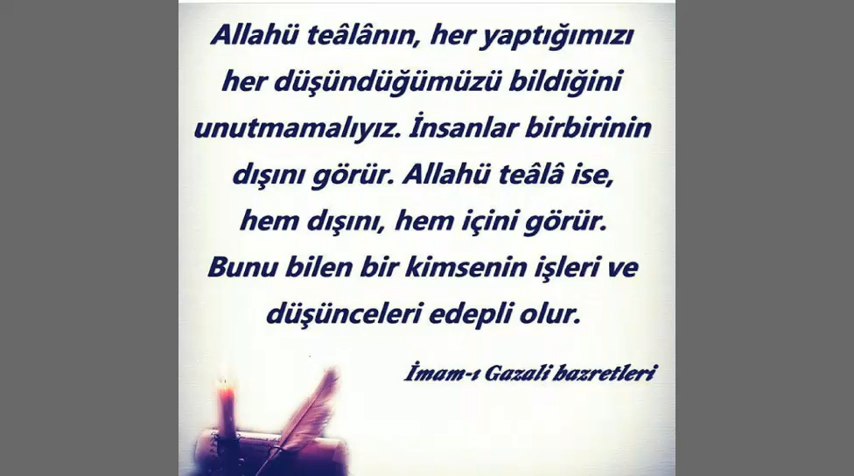 Allahü teâlânın, her yaptığımızı
her düşündüğümüzü bildiğini
unutmamalıyız. İnsanlar birbirinin
dışını görür. Allahü teâlâ ise,
hem dışını, hem içini görür.
Bunu bilen bir kimsenin işleri ve
düşünceleri edepli olur.
İmam-ı Gazali hazretleri